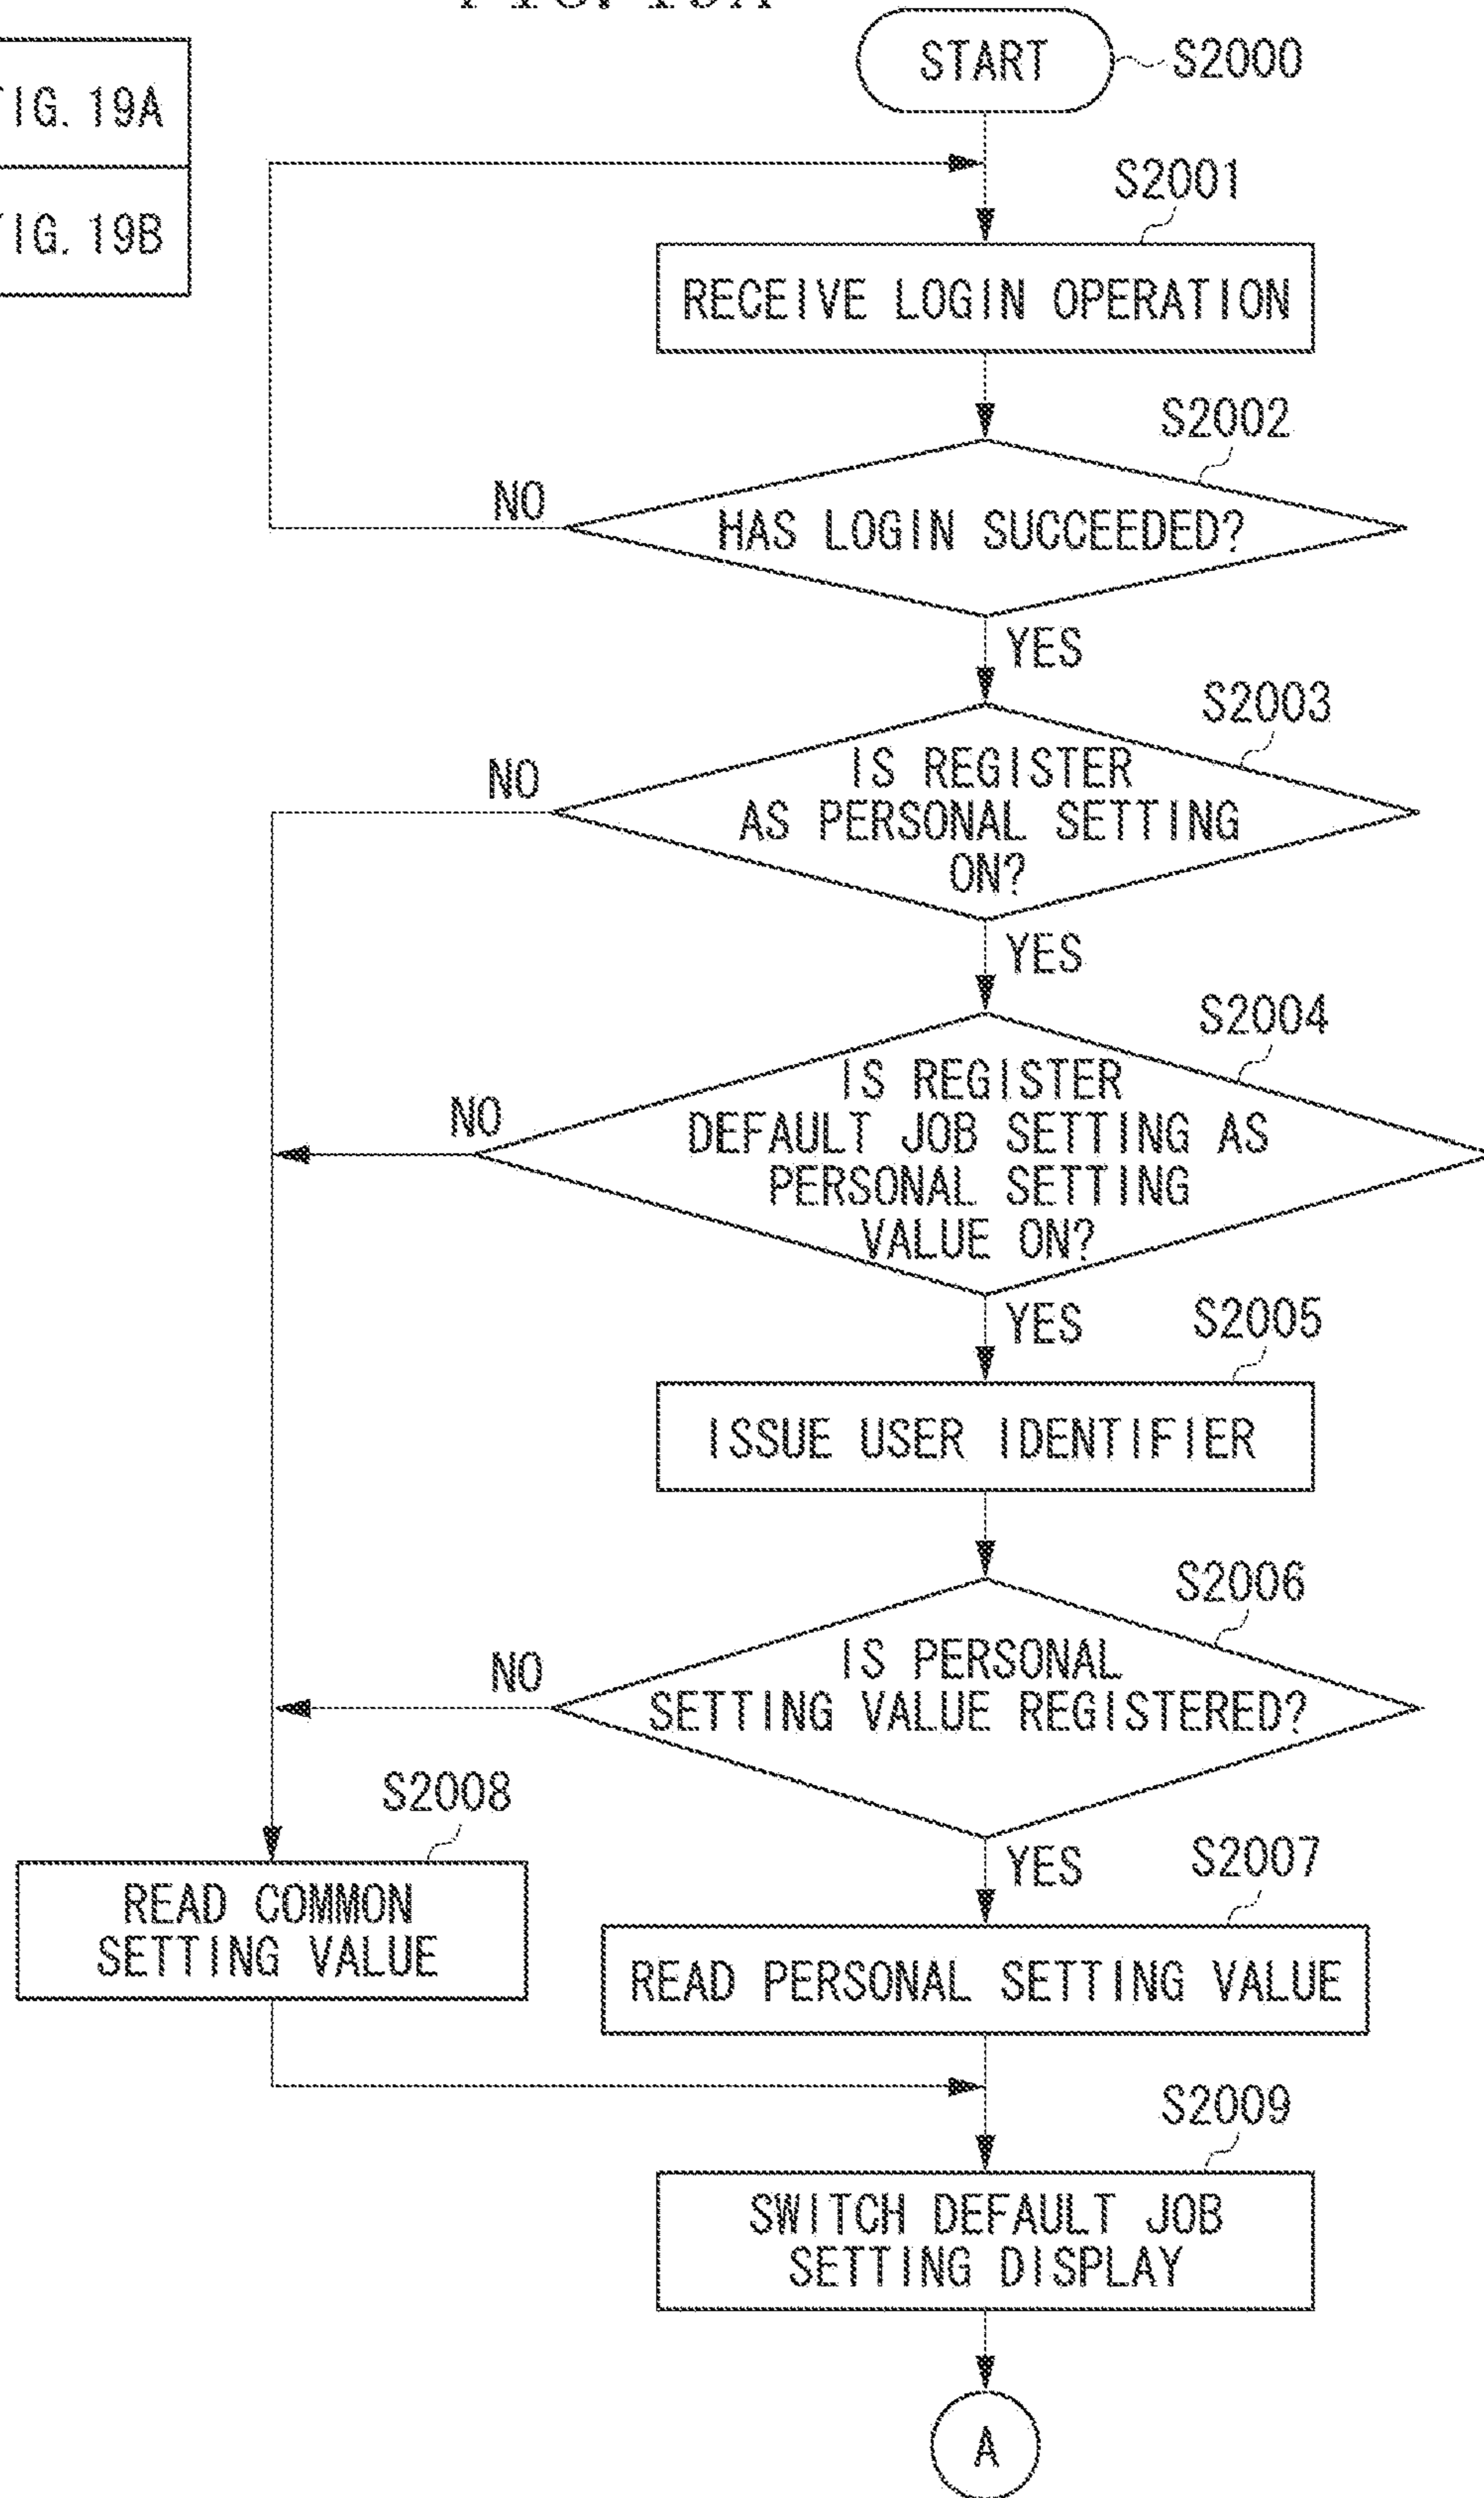 START
S2000
IG. 19A
IG. 19B
S2001
RECEIVE LOGIN OPERATION
S2002
NO
HAS LOGIN SUCCEEDED?
YES
S2003
NO
IS REGISTER
AS PERSONAL SETTING
ON?
YES
S2004
NO
IS REGISTER
DEFAULT JOB SETTING AS
PERSONAL SETTING
VALUE ON?
YES
S2005
ISSUE USER IDENTIFIER
S2006
NO
IS PERSONAL
SETTING VALUE REGISTERED?
S2008
YES
S2007
READ COMMON
SETTING VALUE
READ PERSONAL SETTING VALUE
S2009
SWITCH DEFAULT JOB
SETTING DISPLAY
A